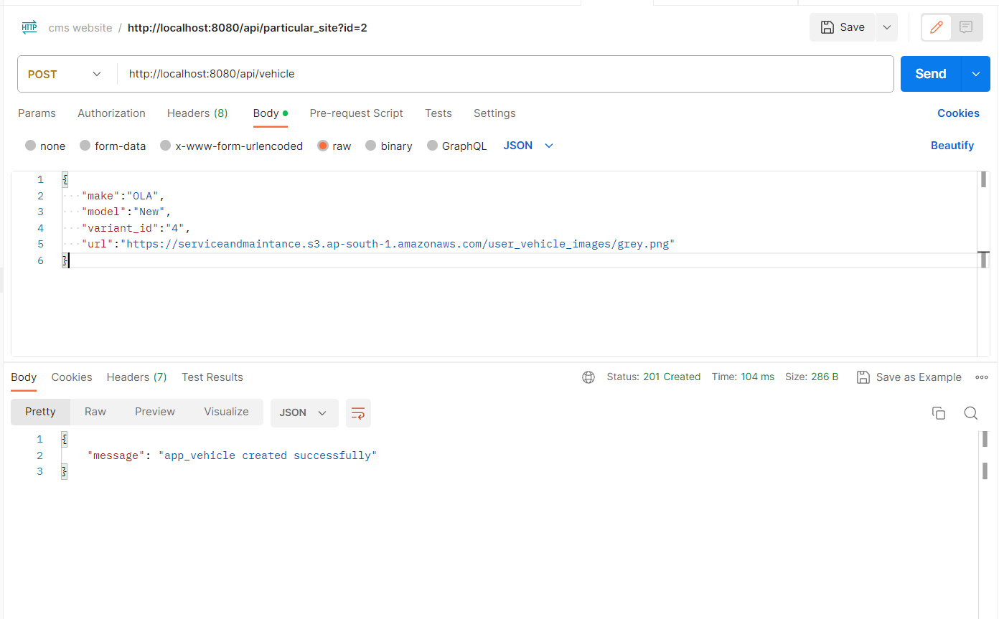 HTTP cms website / http://localhost:8080/api/particular_site?id=2 Save
POST http://localhost:8080/api/vehicle Send
Params Authorization Headers (8) Body Pre-request Script Tests Settings Cookies
none form-data x-www-form-urlencoded raw binary GraphQL JSON Beautify
1 {
2 "make":"OLA",
3 "model":"New",
4 "variant_id":"4",
5 "url":"https://serviceandmaintance.s3.ap-south-1.amazonaws.com/user_vehicle_images/grey.png"
6 }
Body Cookies Headers (7) Test Results Status: 201 Created Time: 104 ms Size: 286 B Save as Example
Pretty Raw Preview Visualize JSON
1 {
2 "message": "app_vehicle created successfully"
3 }